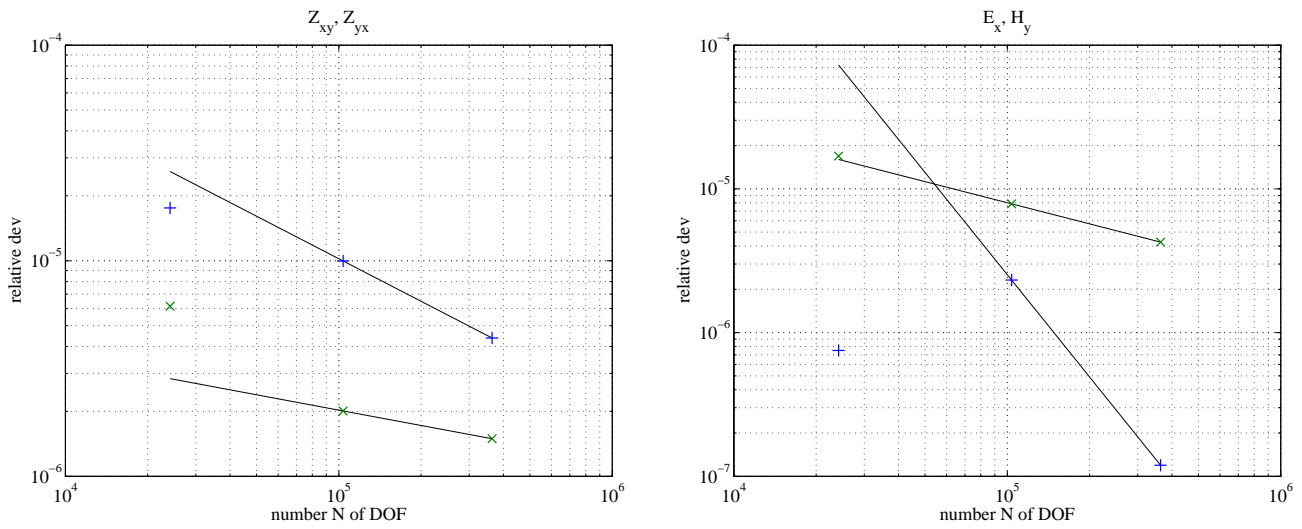 Z_xy, Z_yx
10^-4
10^-5
10^-6
relative dev
10^4
10^5
10^6
number N of DOF
E_x, H_y
10^-4
10^-5
10^-6
10^-7
relative dev
10^4
10^5
10^6
number N of DOF